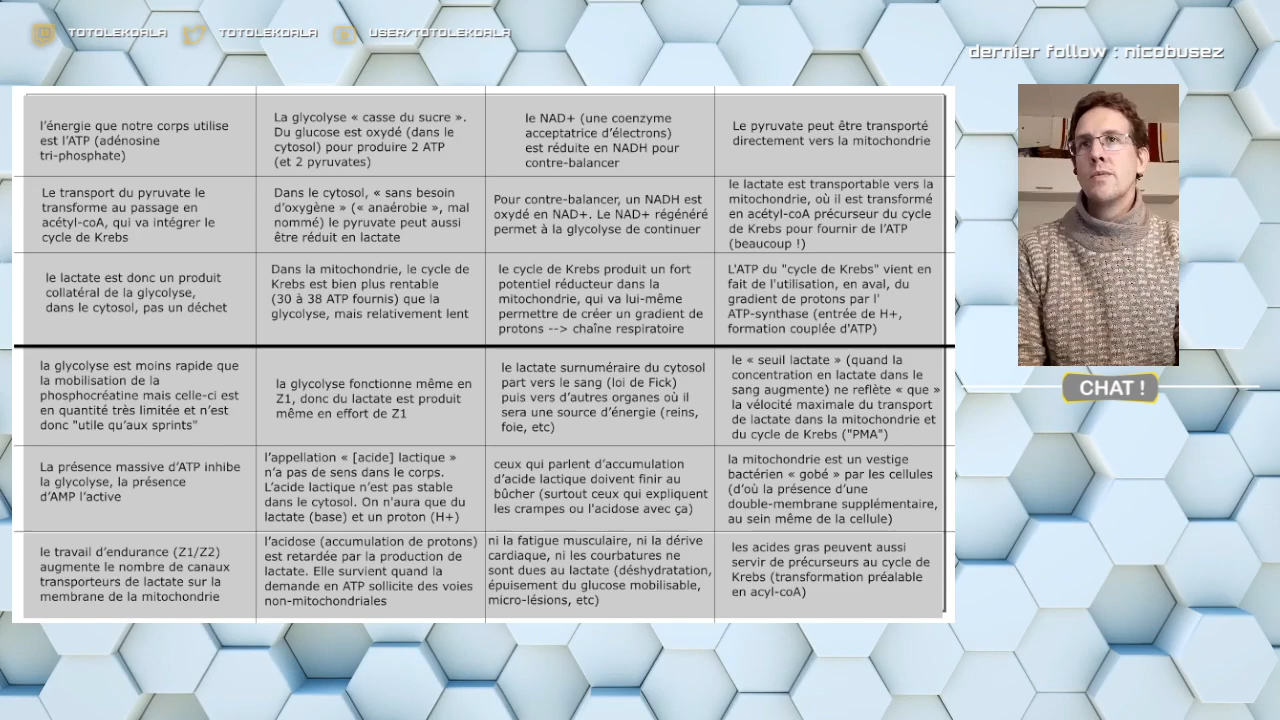 TOTOLEKOALA
TOTOLEKOALA
USER/TOTOLEKOALA
dernier follow : nicobusez
l'énergie que notre corps utilise
est l'ATP (adénosine
tri-phosphate)
La glycolyse « casse du sucre ».
Du glucose est oxydé (dans le
cytosol) pour produire 2 ATP
(et 2 pyruvates)
le NAD+ (une coenzyme
acceptatrice d'électrons)
est réduite en NADH pour
contre-balancer
Le pyruvate peut être transporté
directement vers la mitochondrie
Le transport du pyruvate le
transforme au passage en
acétyl-coA, qui va intégrer le
cycle de Krebs
Dans le cytosol, « sans besoin
d'oxygène » (« anaérobie », mal
nommé) le pyruvate peut aussi
être réduit en lactate
Pour contre-balancer, un NADH est
oxydé en NAD+. Le NAD+ régénéré
permet à la glycolyse de continuer
le lactate est transportable vers la
mitochondrie, où il est transformé
en acétyl-coA précurseur du cycle
de Krebs pour fournir de l'ATP
(beaucoup !)
le lactate est donc un produit
collatéral de la glycolyse,
dans le cytosol, pas un déchet
Dans la mitochondrie, le cycle de
Krebs est bien plus rentable
(30 à 38 ATP fournis) que la
glycolyse, mais relativement lent
le cycle de Krebs produit un fort
potentiel réducteur dans la
mitochondrie, qui va lui-même
permettre de créer un gradient de
protons --> chaîne respiratoire
L'ATP du "cycle de Krebs" vient en
fait de l'utilisation, en aval, du
gradient de protons par l'
ATP-synthase (entrée de H+,
formation couplée d'ATP)
la glycolyse est moins rapide que
la mobilisation de la
phosphocréatine mais celle-ci est
en quantité très limitée et n'est
donc "utile qu'aux sprints"
la glycolyse fonctionne même en
Z1, donc du lactate est produit
même en effort de Z1
le lactate surnuméraire du cytosol
part vers le sang (loi de Fick)
puis vers d'autres organes où il
sera une source d'énergie (reins,
foie, etc)
le « seuil lactate » (quand la
concentration en lactate dans le
sang augmente) ne reflète « que »
la vélocité maximale du transport
de lactate dans la mitochondrie et
du cycle de Krebs ("PMA")
La présence massive d'ATP inhibe
la glycolyse, la présence
d'AMP l'active
l'appellation « [acide] lactique »
n'a pas de sens dans le corps.
L'acide lactique n'est pas stable
dans le cytosol. On n'aura que du
lactate (base) et un proton (H+)
ceux qui parlent d'accumulation
d'acide lactique doivent finir au
bûcher (surtout ceux qui expliquent
les crampes ou l'acidose avec ça)
la mitochondrie est un vestige
bactérien « gobé » par les cellules
(d'où la présence d'une
double-membrane supplémentaire,
au sein même de la cellule)
le travail d'endurance (Z1/Z2)
augmente le nombre de canaux
transporteurs de lactate sur la
membrane de la mitochondrie
l'acidose (accumulation de protons)
est retardée par la production de
lactate. Elle survient quand la
demande en ATP sollicite des voies
non-mitochondriales
ni la fatigue musculaire, ni la dérive
cardiaque, ni les courbatures ne
sont dues au lactate (déshydratation,
épuisement du glucose mobilisable,
micro-lésions, etc)
les acides gras peuvent aussi
servir de précurseurs au cycle de
Krebs (transformation préalable
en acyl-coA)
CHAT !